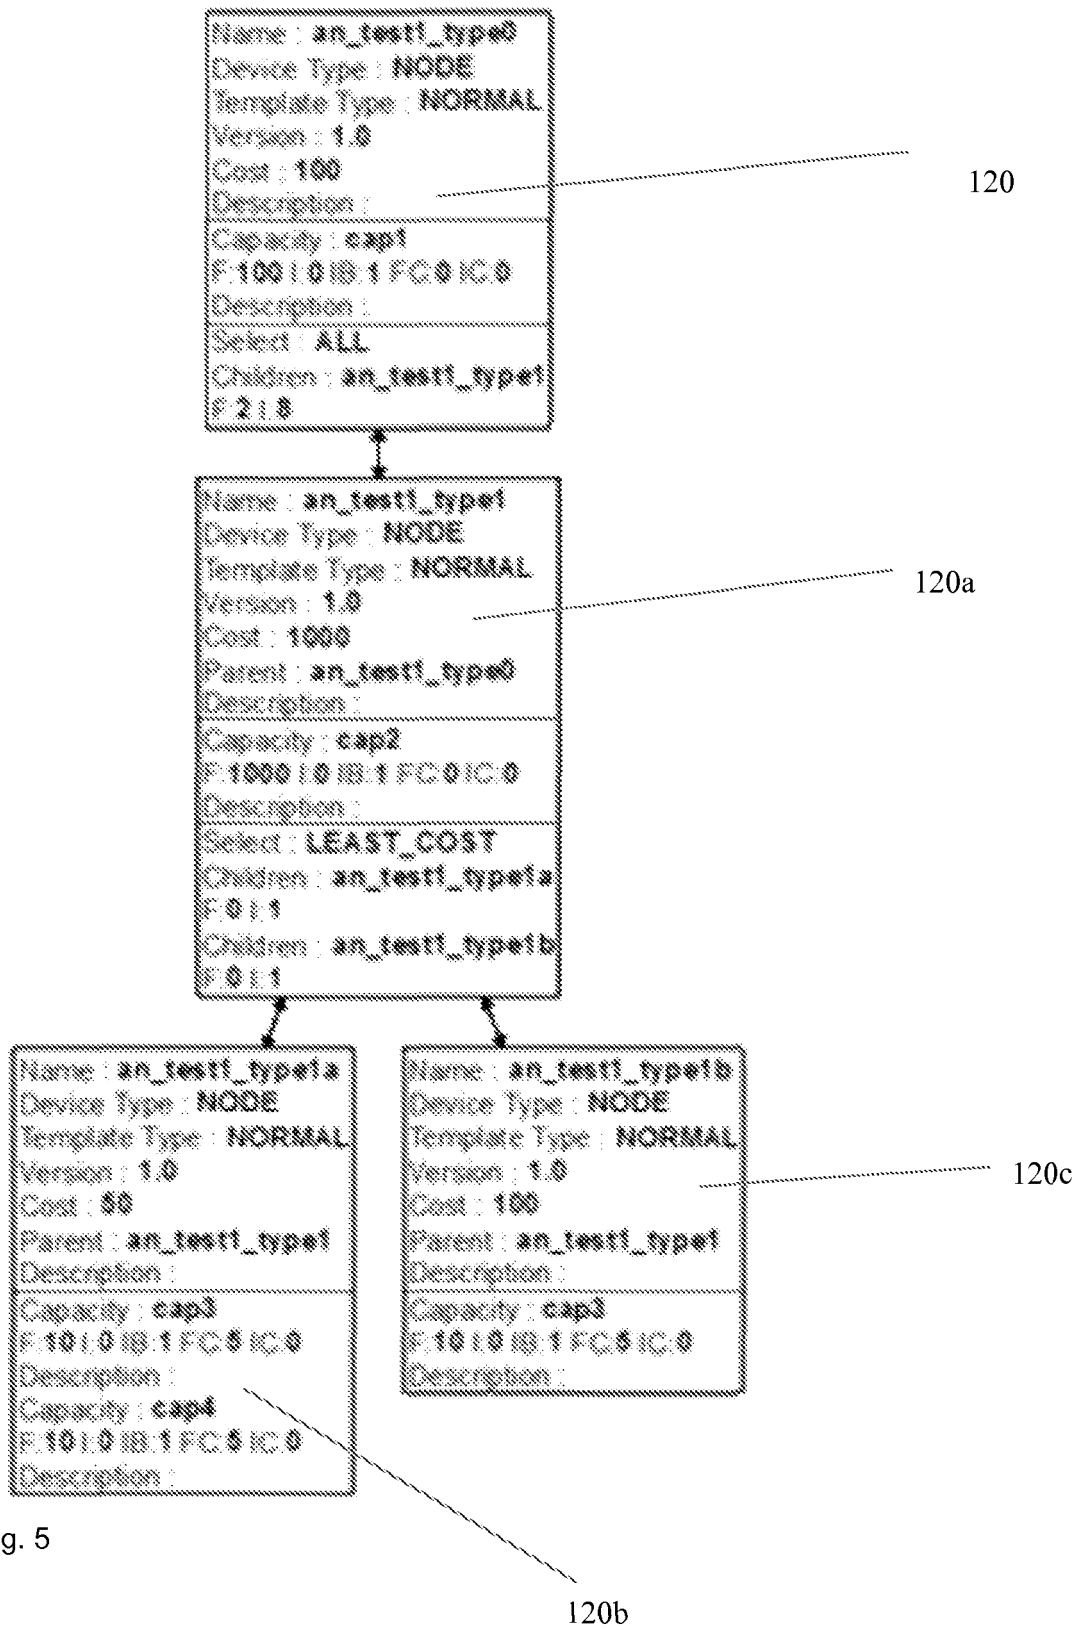 Name : an_test1_type0
Device Type : NODE
Template Type : NORMAL
Version : 1.0
Cost : 100
Description :
120
Capacity : cap1
F:100 I:0 IB:1 FC:0 IC:0
Description :
Select : ALL
Children : an_test1_type1
F:2 I:8
Name : an_test1_type1
Device Type : NODE
Template Type : NORMAL
Version : 1.0
Cost : 1000
Parent : an_test1_type0
Description :
120a
Capacity : cap2
F:1000 I:0 IB:1 FC:0 IC:0
Description :
Select : LEAST_COST
Children : an_test1_type1a
F:0 I:1
Children : an_test1_type1b
F:0 I:1
Name : an_test1_type1a
Device Type : NODE
Template Type : NORMAL
Version : 1.0
Cost : 50
Parent : an_test1_type1
Description :
Capacity : cap3
F:10 I:0 IB:1 FC:5 IC:0
Description :
Capacity : cap4
F:10 I:0 IB:1 FC:5 IC:0
Description :
Name : an_test1_type1b
Device Type : NODE
Template Type : NORMAL
Version : 1.0
Cost : 100
Parent : an_test1_type1
Description :
120c
Capacity : cap3
F:10 I:0 IB:1 FC:5 IC:0
Description :
g. 5
120b